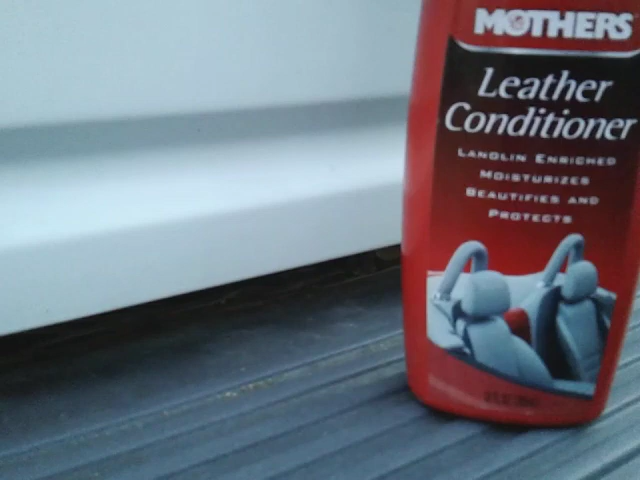 MOTHERS
Leather
Conditioner
LANOLIN ENRICHED
MOISTURIZES
BEAUTIFIES AND
PROTECTS